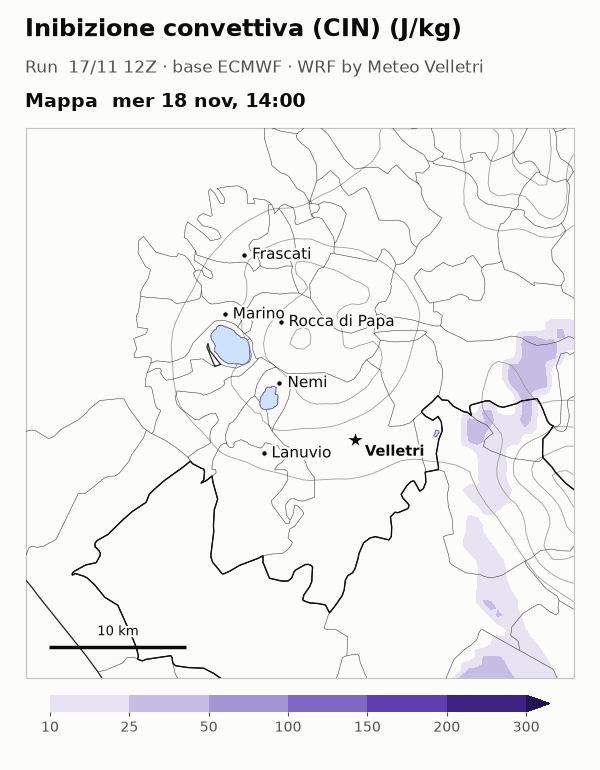 Inibizione convettiva (CIN) (J/kg)
Run  17/11 12Z · base ECMWF · WRF by Meteo Velletri
Mappa  mer 18 nov, 14:00
Frascati
Marino
Rocca di Papa
Nemi
Velletri
Lanuvio
10 km
10 25 50 100 150 200 300